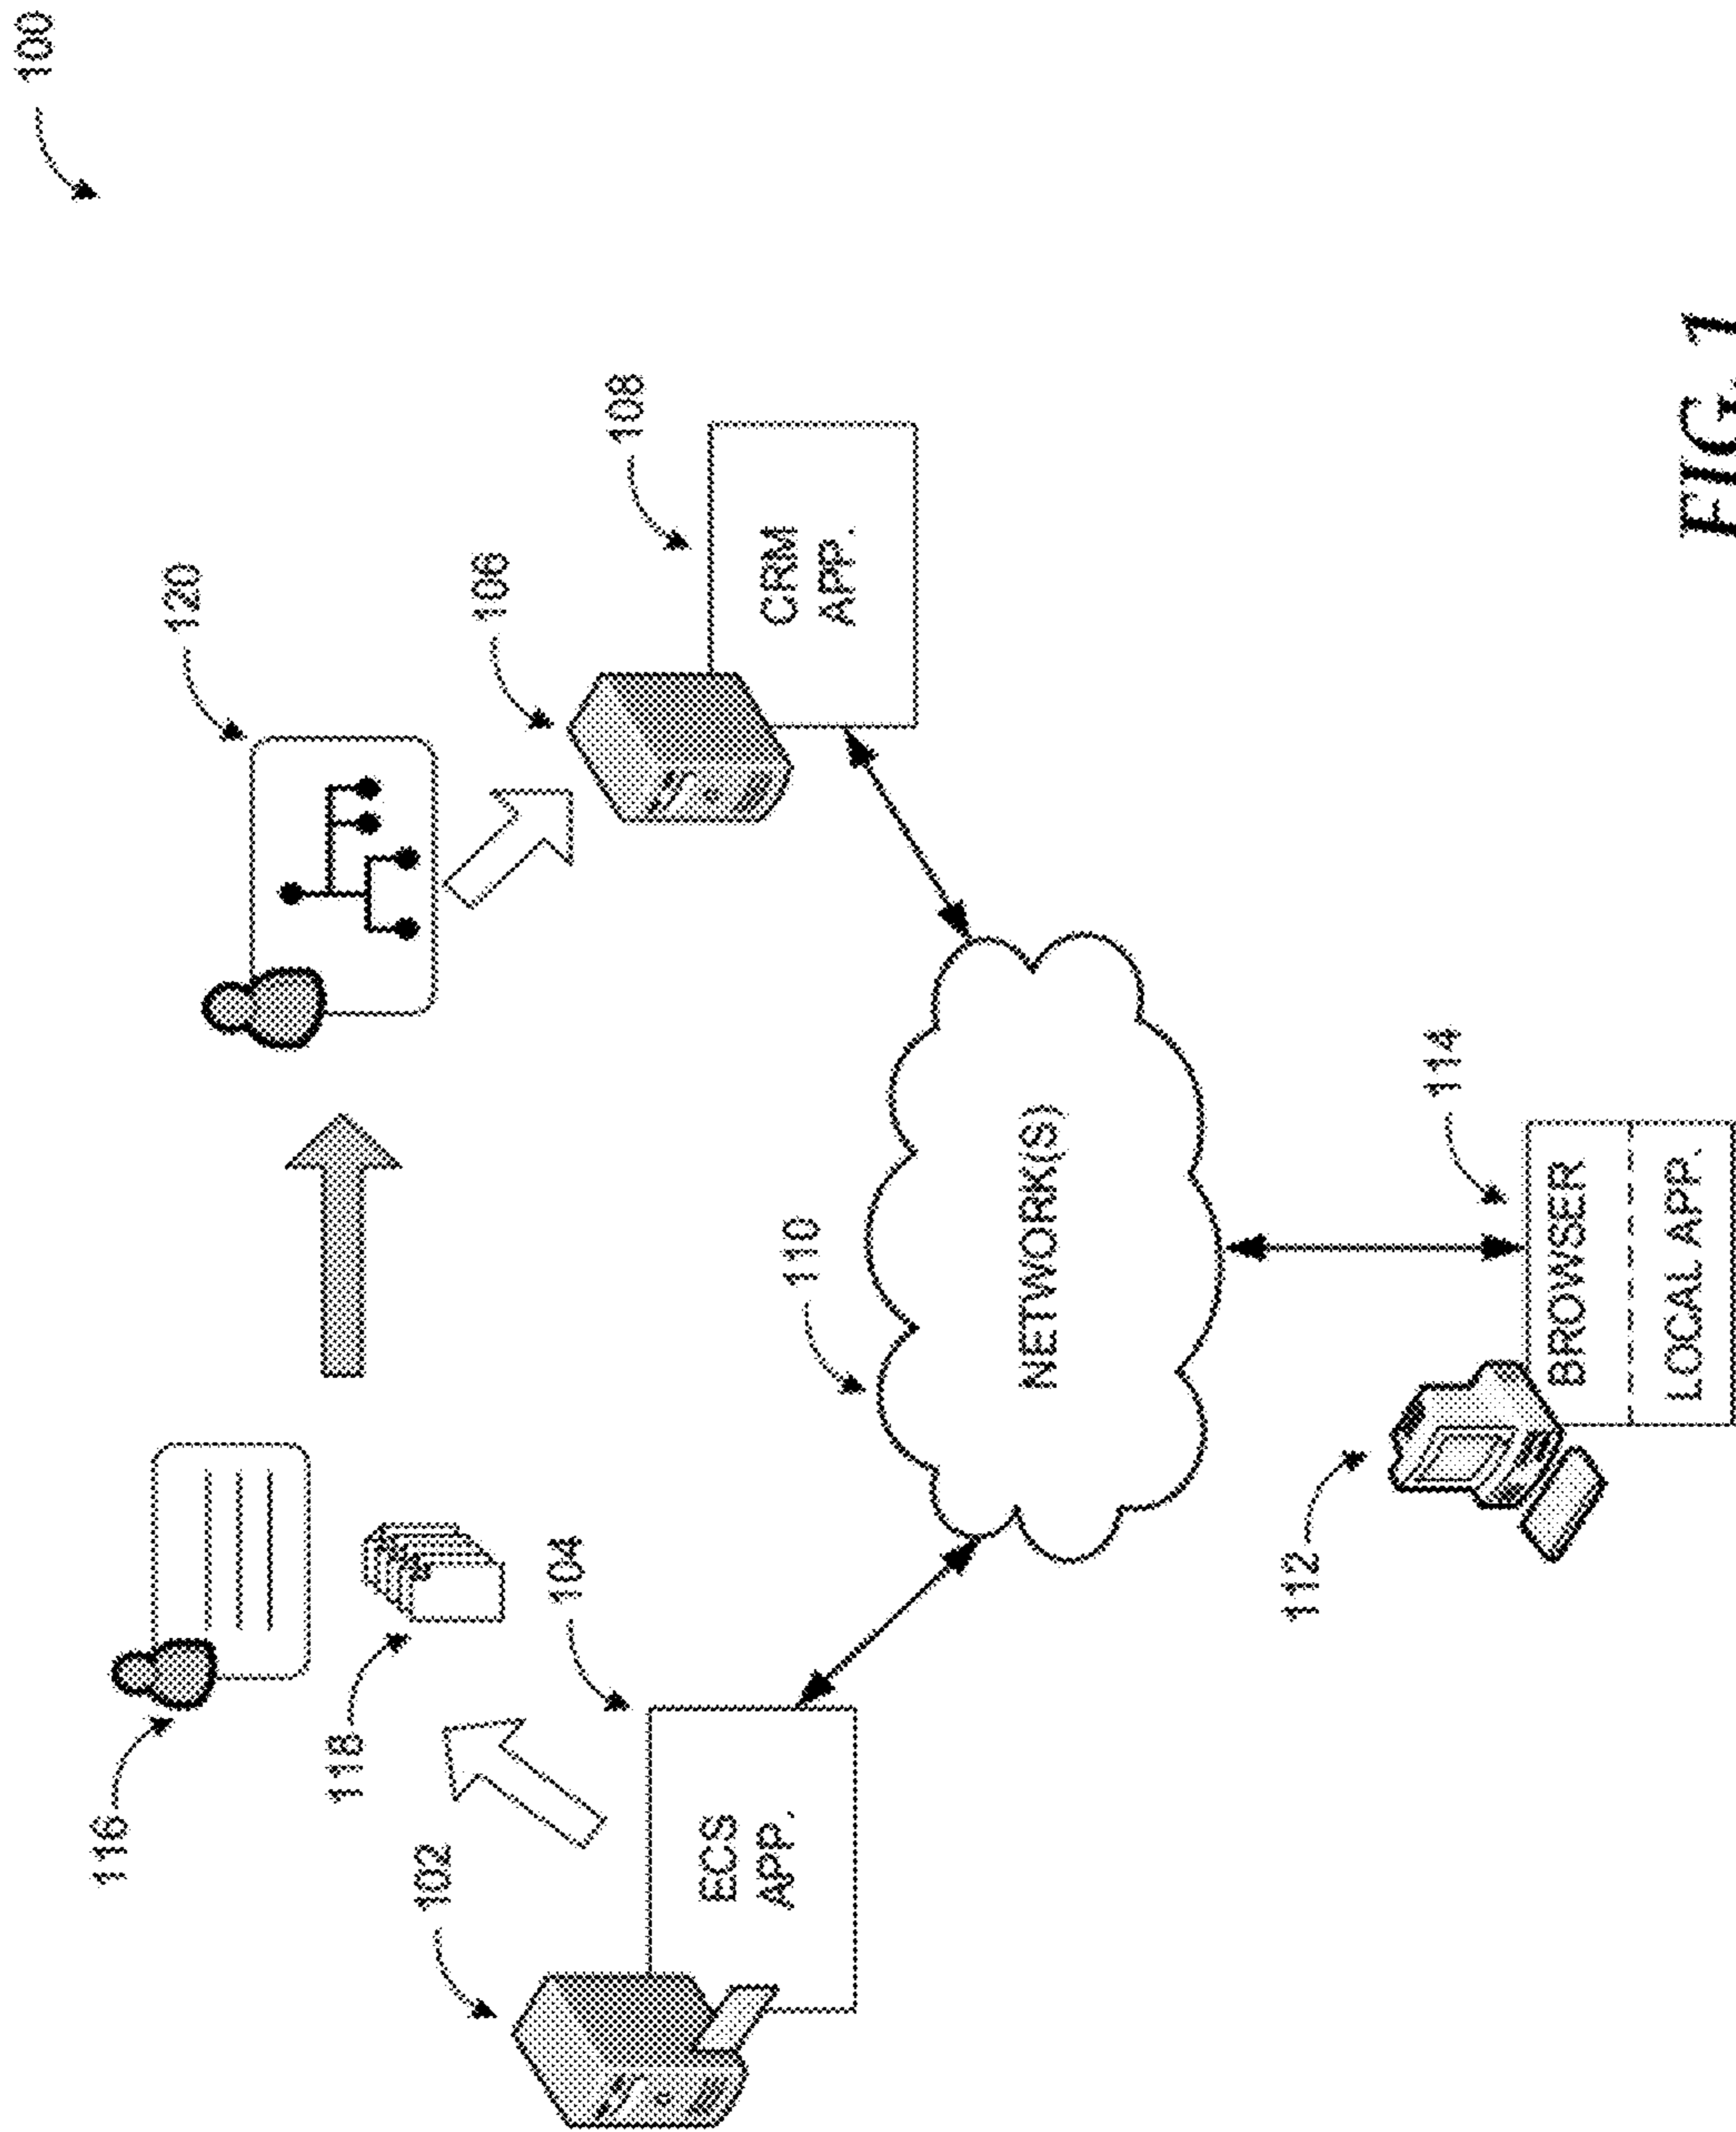 100
116
120
118
102
104
106
108
ECS
APP.
CRM
APP.
110
NETWORK(S)
112
114
BROWSER
LOCAL APP.
FIG. 1